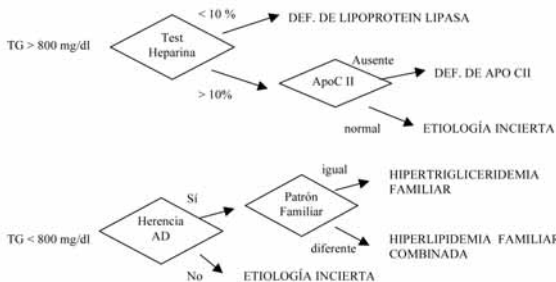 < 10 %
DEF. DE LIPOPROTEIN LIPASA
TG > 800 mg/dl
Test
Heparina
Ausente
DEF. DE APO CII
> 10%
ApoC II
normal
ETIOLOGÍA INCIERTA
igual
HIPERTRIGLICERIDEMIA
FAMILIAR
Sí
Patrón
Familiar
Herencia
AD
TG < 800 mg/dl
diferente
HIPERLIPIDEMIA FAMILIAR
COMBINADA
No
ETIOLOGÍA INCIERTA